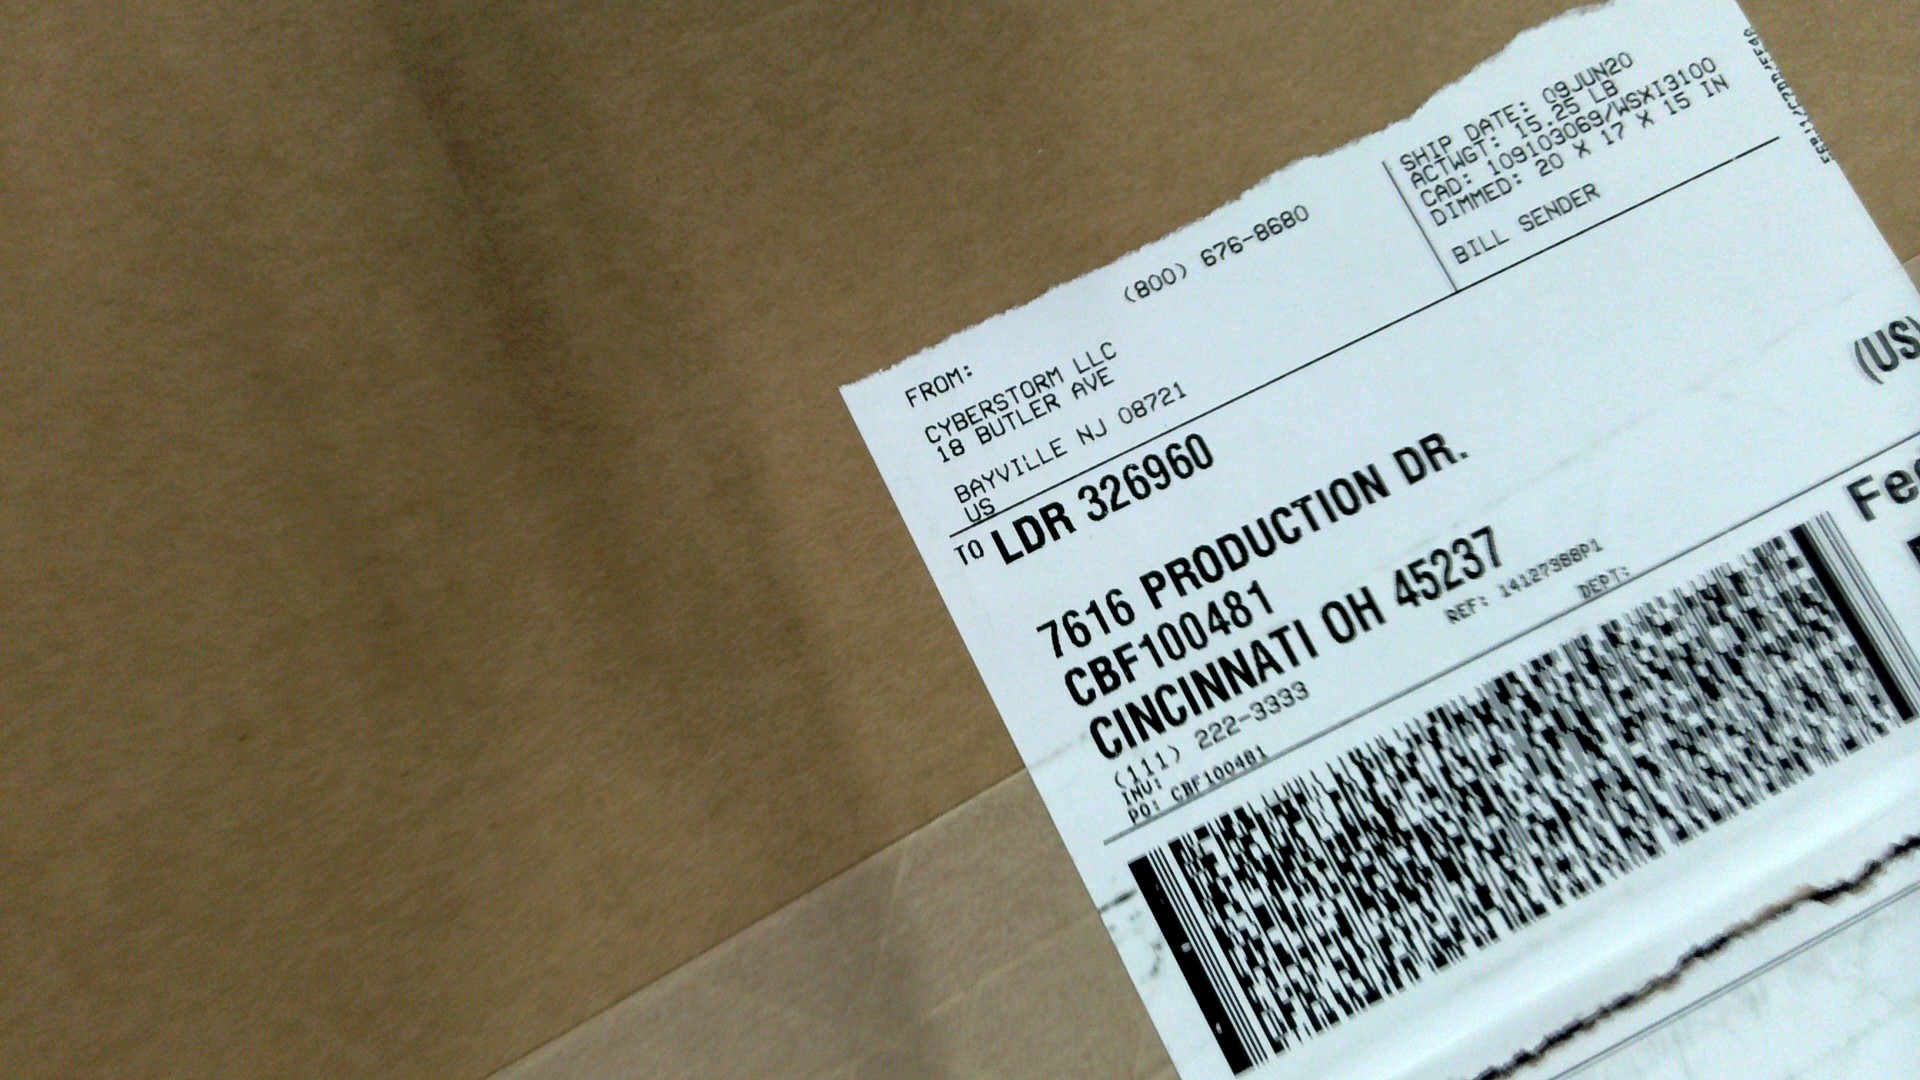 FROM:
(800) 676-8680
CYBERSTORM LLC
18 BUTLER AVE
BAYVILLE NJ 08721
US
SHIP DATE: 09JUN20
ACTWGT: 15.25 LB
CAD: 109103069/WSXI3100
DIMMED: 20 X 17 X 15 IN
BILL SENDER
TO LDR 326960
7616 PRODUCTION DR.
CBF100481
CINCINNATI OH 45237
(US)
(111) 222-3333
REF: 14127388P1
INV:
PO: CBF100481
DEPT: